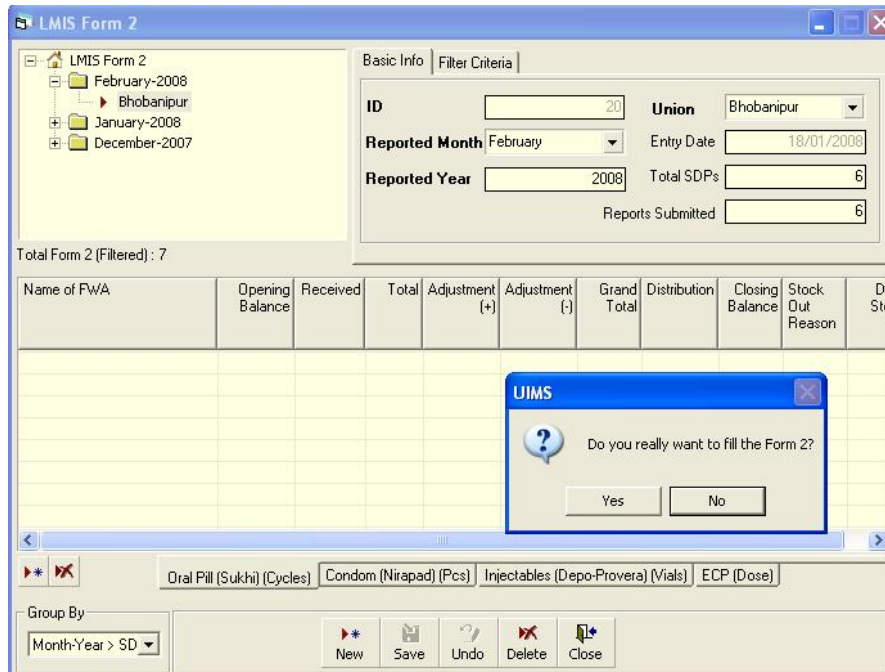 LMIS Form 2
LMIS Form 2
February-2008
Bhobanipur
January-2008
December-2007
Total Form 2 (Filtered) : 7
Basic Info Filter Criteria
ID 20 Union Bhobanipur
Reported Month February Entry Date 18/01/2008
Reported Year 2008 Total SDPs 6
Reports Submitted 6
Name of FWA Opening Received Total Adjustment Adjustment Grand Distribution Closing Stock D
Balance (+) (-) Total Balance Out Sto
Reason
UIMS
Do you really want to fill the Form 2?
Yes No
Oral Pill (Sukhi) (Cycles) Condom (Nirapad) (Pcs) Injectables (Depo-Provera) (Vials) ECP (Dose)
Group By
Month-Year > SD
New Save Undo Delete Close